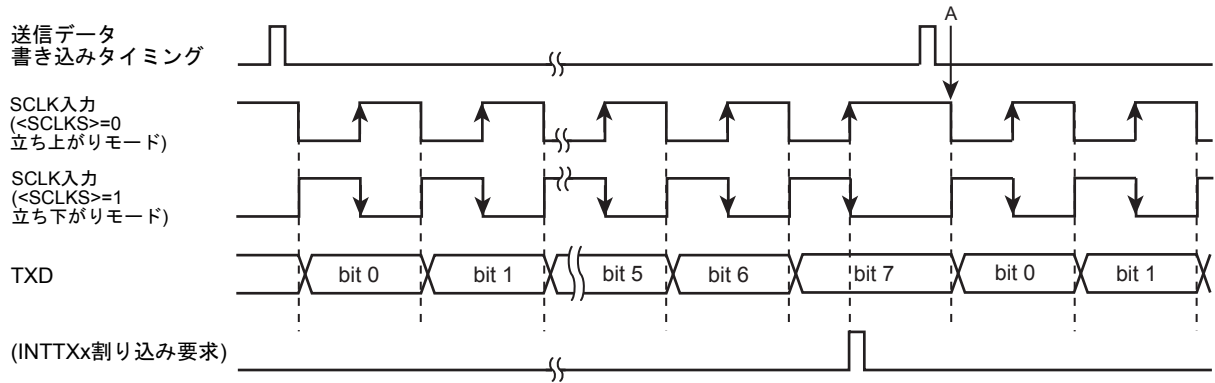 送信データ
書き込みタイミング
A
SCLK入力
(<SCLKS>=0
立ち上がりモード)
SCLK入力
(<SCLKS>=1
立ち下がりモード)
TXD
bit 0
bit 1
bit 5
bit 6
bit 7
bit 0
bit 1
(INTTXx割り込み要求)